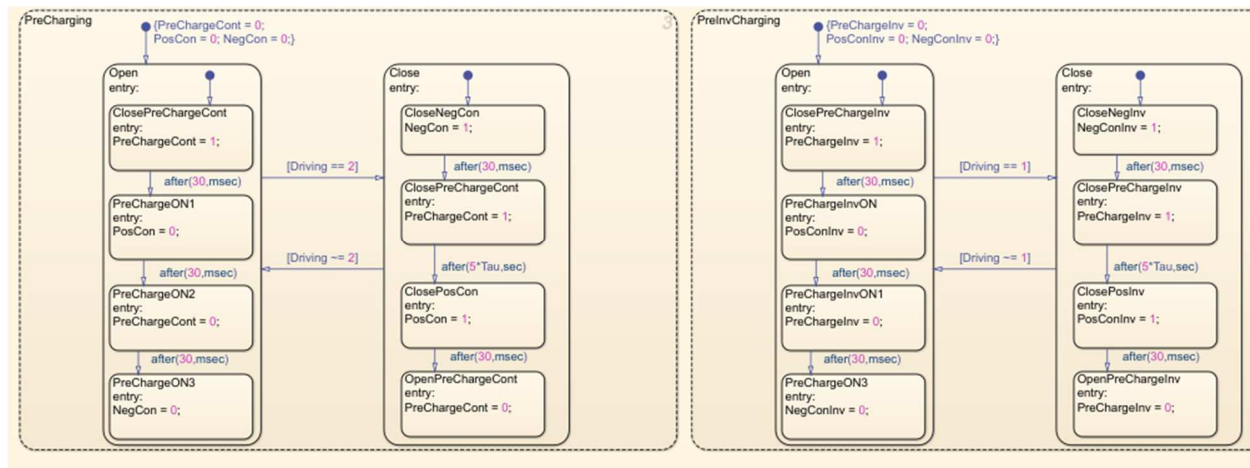 PreCharging
3
{PreChargeCont = 0;
PosCon = 0; NegCon = 0;}
Open
entry:
ClosePreChargeCont
entry:
PreChargeCont = 1;
after(30,msec)
PreChargeON1
entry:
PosCon = 0;
after(30,msec)
PreChargeON2
entry:
PreChargeCont = 0;
after(30,msec)
PreChargeON3
entry:
NegCon = 0;
[Driving == 2]
[Driving ~= 2]
Close
entry:
CloseNegCon
NegCon = 1;
after(30,msec)
ClosePreChargeCont
entry:
PreChargeCont = 1;
after(5*Tau,sec)
ClosePosCon
entry:
PosCon = 1;
after(30,msec)
OpenPreChargeCont
entry:
PreChargeCont = 0;
PreInvCharging
{PreChargeInv = 0;
PosConInv = 0; NegConInv = 0;}
Open
entry:
ClosePreChargeInv
entry:
PreChargeInv = 1;
after(30,msec)
PreChargeInvON
entry:
PosConInv = 0;
after(30,msec)
PreChargeInvON1
entry:
PreChargeInv = 0;
after(30,msec)
PreChargeON3
entry:
NegConInv = 0;
[Driving == 1]
[Driving ~= 1]
Close
entry:
CloseNegInv
NegConInv = 1;
after(30,msec)
ClosePreChargeInv
entry:
PreChargeInv = 1;
after(5*Tau,sec)
ClosePosInv
entry:
PosConInv = 1;
after(30,msec)
OpenPreChargeInv
entry:
PreChargeInv = 0;